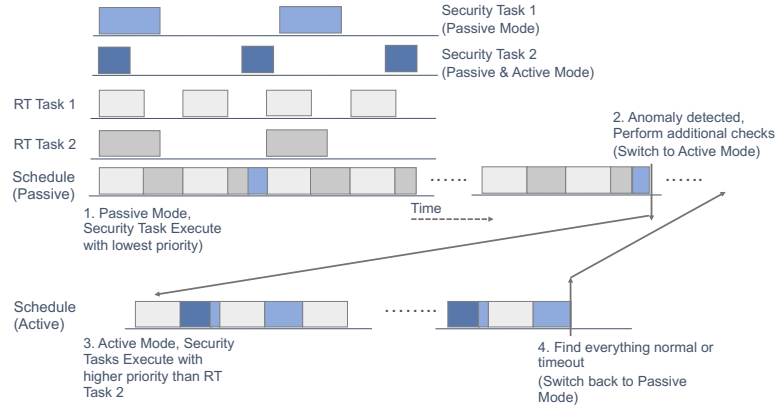 Security Task 1
(Passive Mode)
Security Task 2
(Passive & Active Mode)
RT Task 1
RT Task 2
2. Anomaly detected,
Perform additional checks
(Switch to Active Mode)
Schedule
(Passive)
......
......
1. Passive Mode,
Security Task Execute
with lowest priority)
Time
Schedule
(Active)
........
3. Active Mode, Security
Tasks Execute with
higher priority than RT
Task 2
4. Find everything normal or
timeout
(Switch back to Passive
Mode)